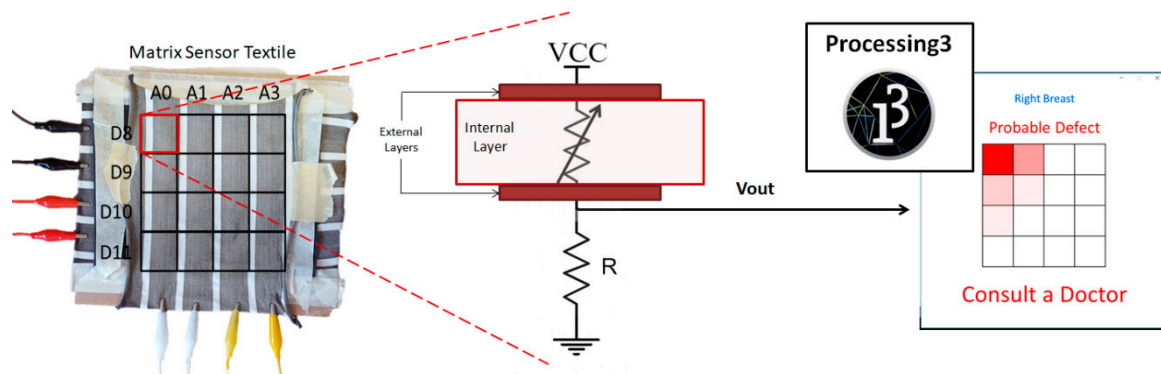 Matrix Sensor Textile
A0 A1 A2 A3
D8
D9
D10
D11
VCC
External
Layers
Internal
Layer
R
Vout
Processing3
Right Breast
Probable Defect
Consult a Doctor